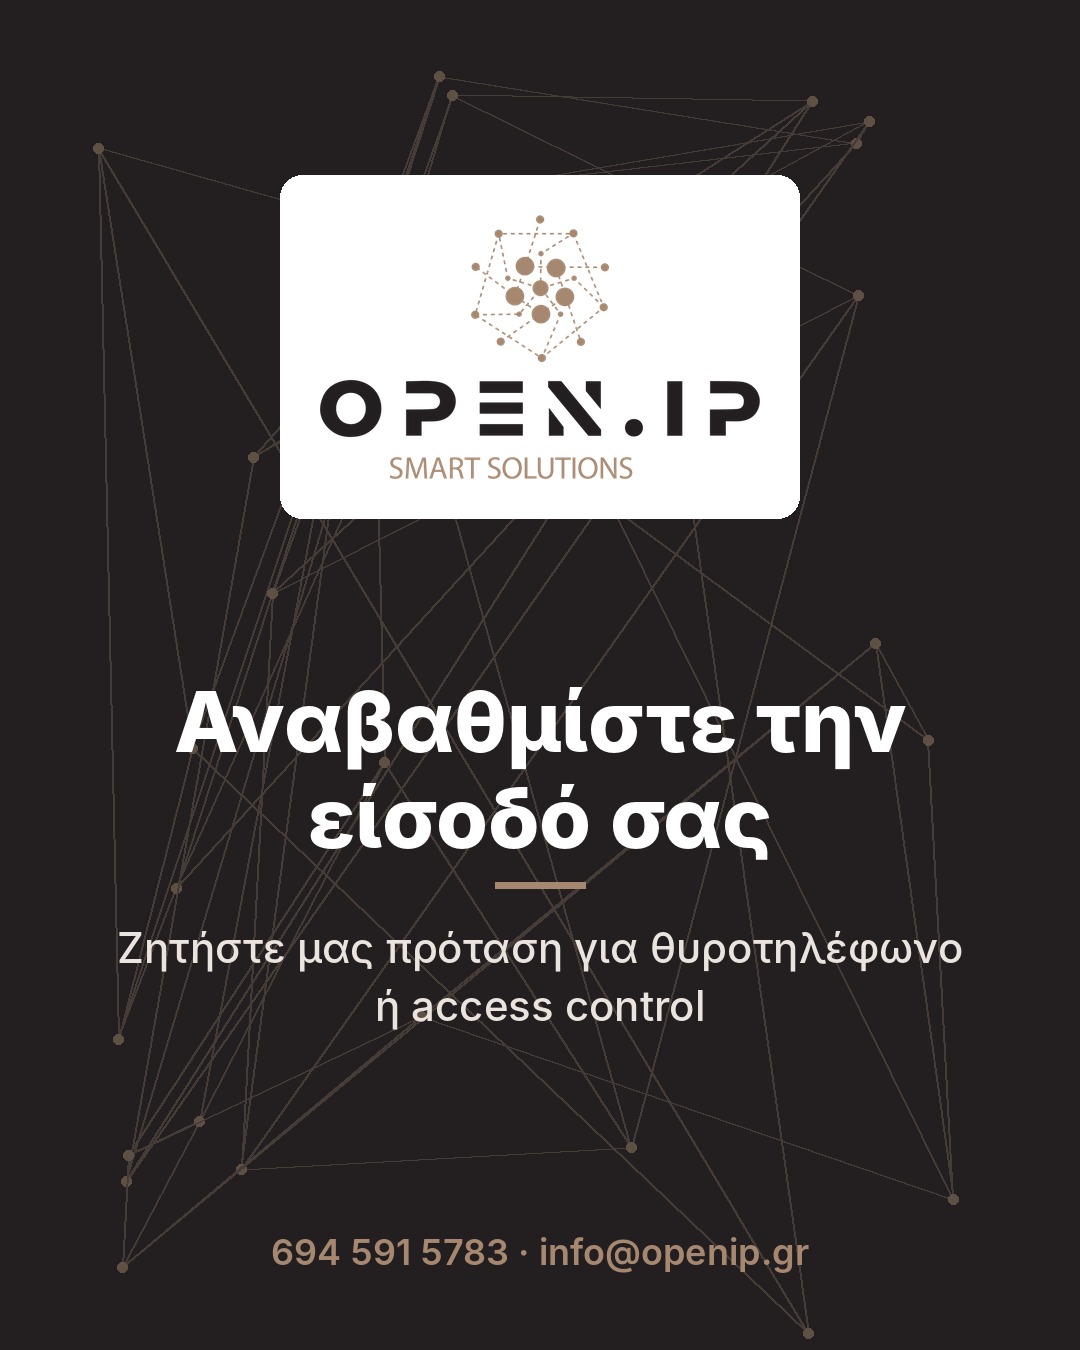 OPEN.IP
SMART SOLUTIONS
Αναβαθμίστε την
είσοδό σας
Ζητήστε μας πρόταση για θυροτηλέφωνο
ή access control
694 591 5783 · info@openip.gr